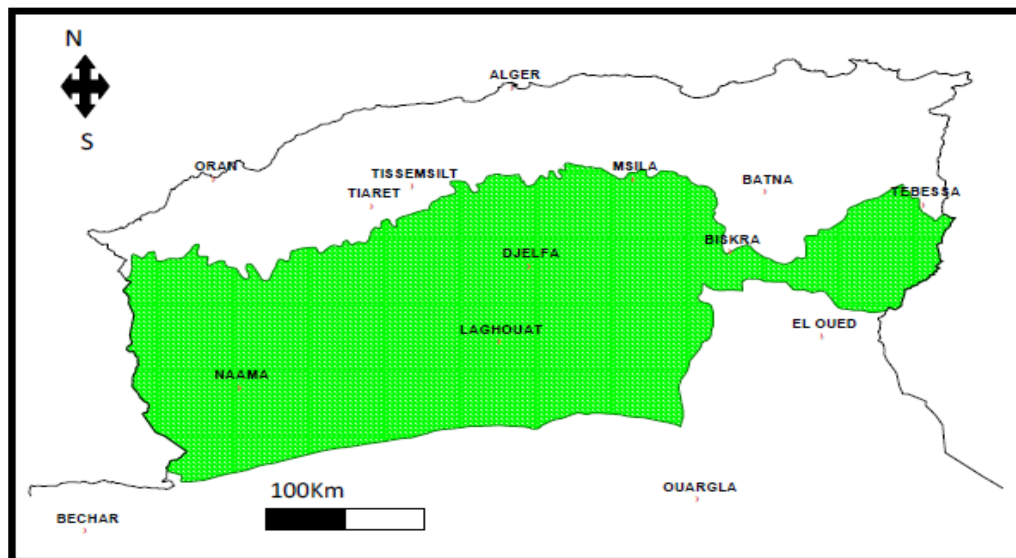 N
ALGER
S
ORAN
TISSEMSILT
MSILA
TIARET
BATNA
TEBESSA
BISKRA
DJELFA
EL OUED
LAGHOUAT
NAAMA
100Km
OUARGLA
BECHAR